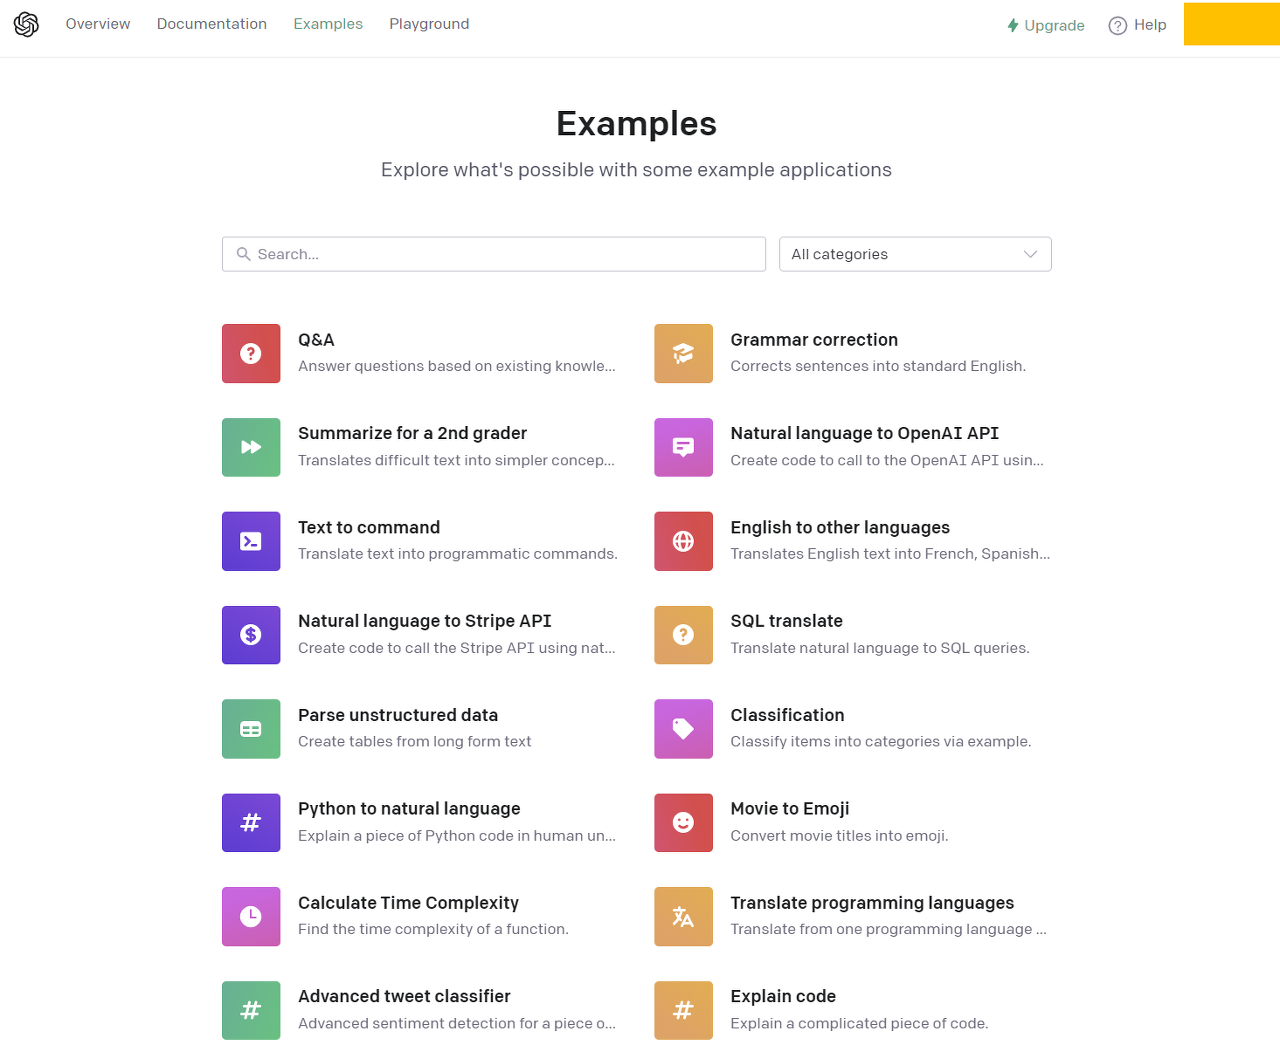 Overview Documentation Examples Playground Upgrade Help
Examples
Explore what's possible with some example applications
Search... All categories
Q&A
Answer questions based on existing knowle...
Grammar correction
Corrects sentences into standard English.
Summarize for a 2nd grader
Translates difficult text into simpler concep...
Natural language to OpenAI API
Create code to call to the OpenAI API usin...
Text to command
Translate text into programmatic commands.
English to other languages
Translates English text into French, Spanish...
Natural language to Stripe API
Create code to call the Stripe API using nat...
SQL translate
Translate natural language to SQL queries.
Parse unstructured data
Create tables from long form text
Classification
Classify items into categories via example.
Python to natural language
Explain a piece of Python code in human un...
Movie to Emoji
Convert movie titles into emoji.
Calculate Time Complexity
Find the time complexity of a function.
Translate programming languages
Translate from one programming language ...
Advanced tweet classifier
Advanced sentiment detection for a piece o...
Explain code
Explain a complicated piece of code.